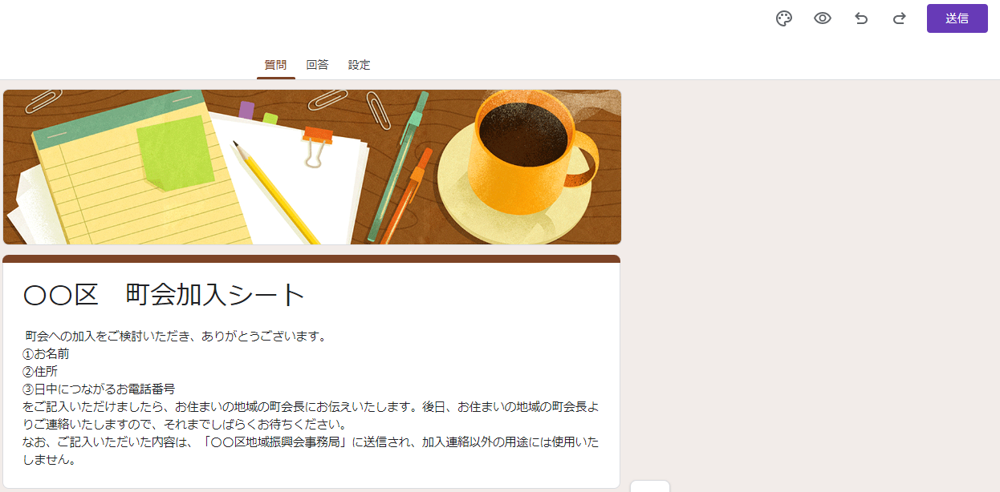 送信
質問 回答 設定
〇〇区　町会加入シート
町会への加入をご検討いただき、ありがとうございます。
①お名前
②住所
③日中につながるお電話番号
をご記入いただけましたら、お住まいの地域の町会長にお伝えいたします。後日、お住まいの地域の町会長よ
りご連絡いたしますので、それまでしばらくお待ちください。
なお、ご記入いただいた内容は、「〇〇区地域振興会事務局」に送信され、加入連絡以外の用途には使用いた
しません。